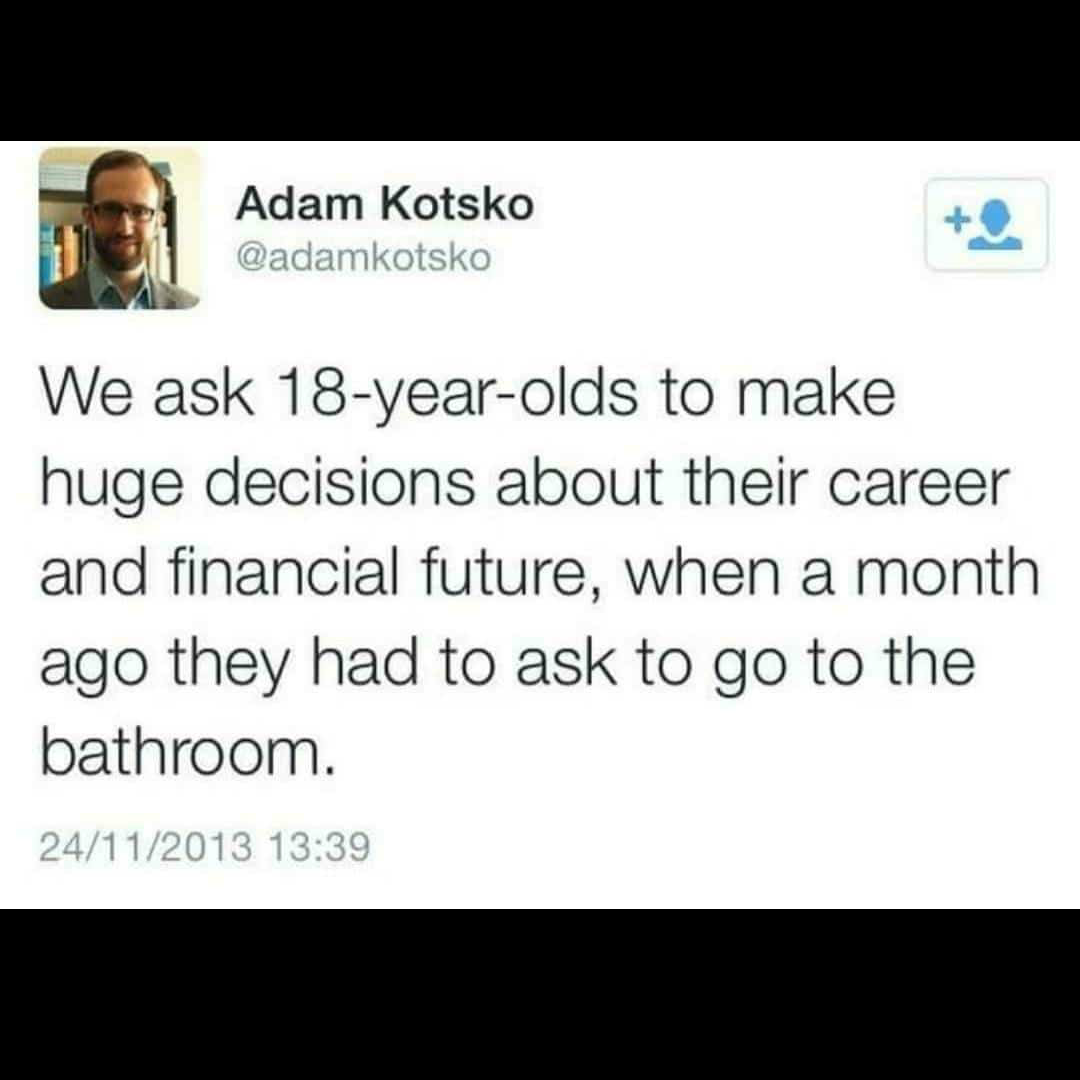 Adam Kotsko
@adamkotsko
We ask 18-year-olds to make
huge decisions about their career
and financial future, when a month
ago they had to ask to go to the
bathroom.
24/11/2013 13:39